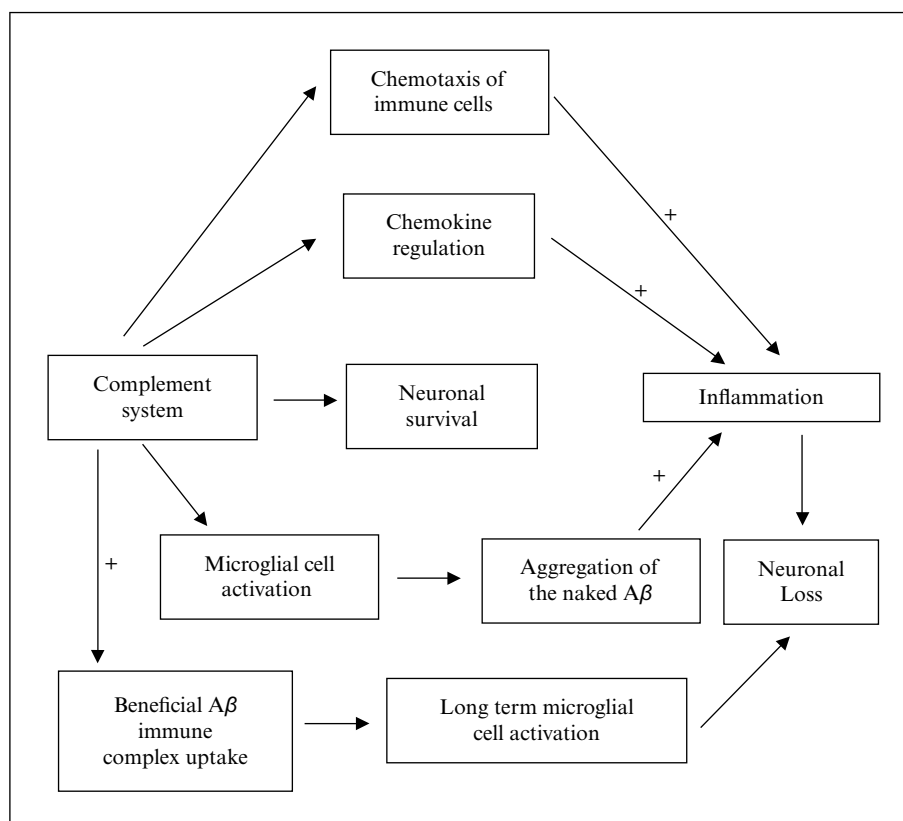 Chemotaxis of
immune cells
+
Chemokine
regulation
+
Complement
system
Neuronal
survival
Inflammation
+
+
Microglial cell
activation
Aggregation of
the naked Aβ
Neuronal
Loss
Beneficial Aβ
immune
complex uptake
Long term microglial
cell activation